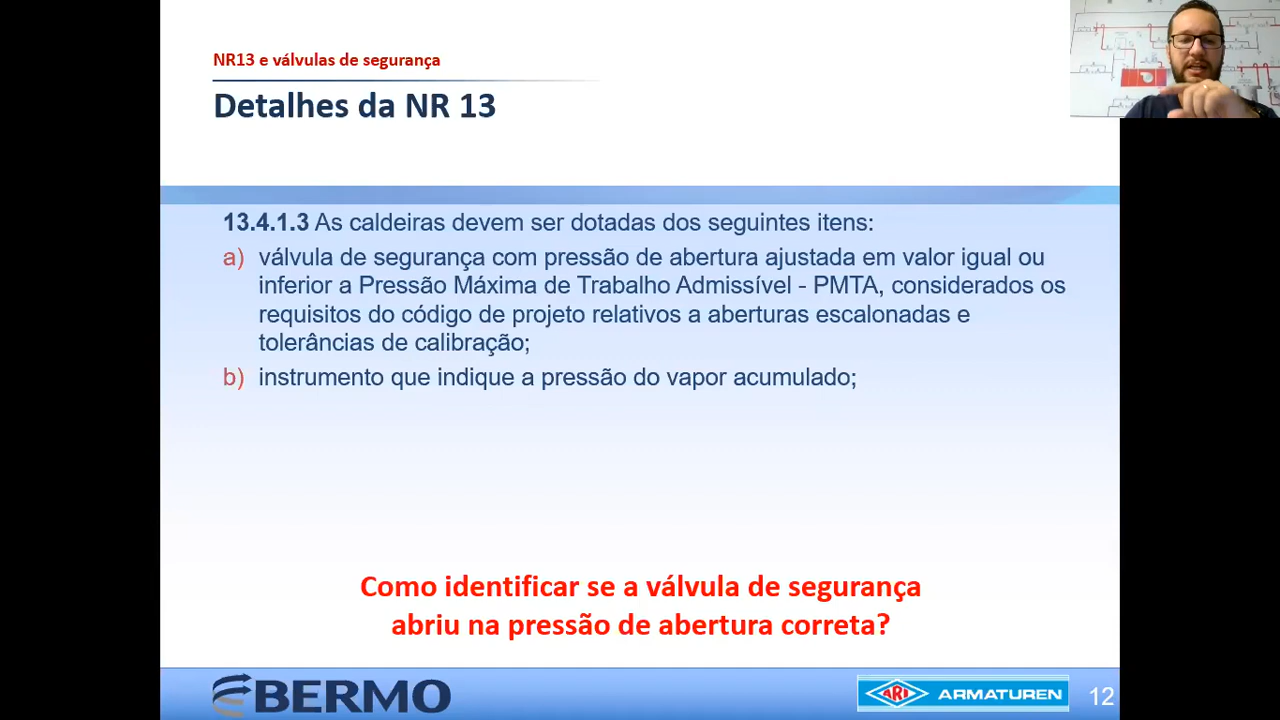 NR13 e válvulas de segurança
Detalhes da NR 13
13.4.1.3 As caldeiras devem ser dotadas dos seguintes itens:
a) válvula de segurança com pressão de abertura ajustada em valor igual ou
inferior a Pressão Máxima de Trabalho Admissível - PMTA, considerados os
requisitos do código de projeto relativos a aberturas escalonadas e
tolerâncias de calibração;
b) instrumento que indique a pressão do vapor acumulado;
Como identificar se a válvula de segurança
abriu na pressão de abertura correta?
BERMO
ARI ARMATUREN
12